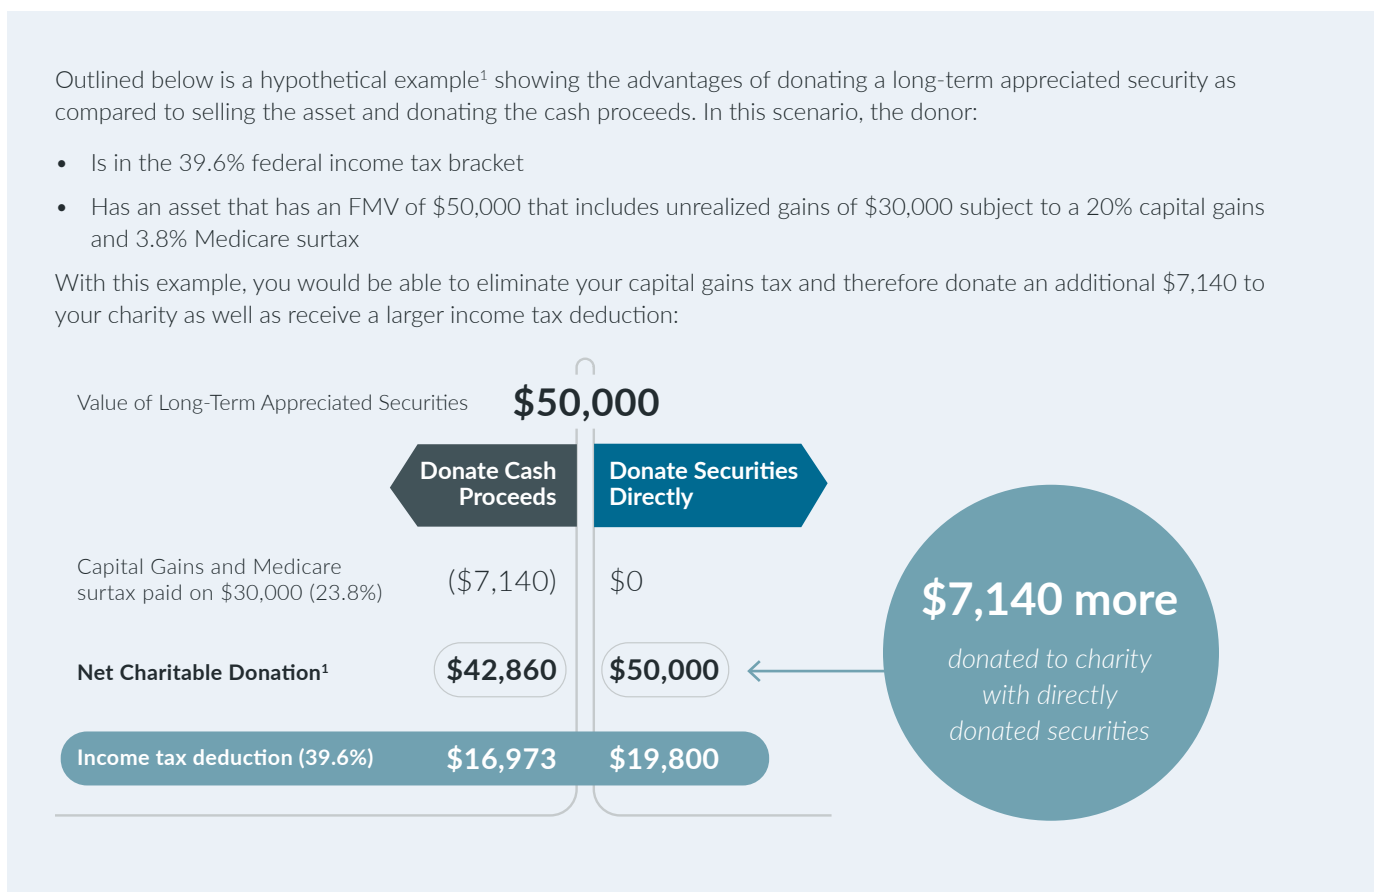 Outlined below is a hypothetical example¹ showing the advantages of donating a long-term appreciated security as
compared to selling the asset and donating the cash proceeds. In this scenario, the donor:
• Is in the 39.6% federal income tax bracket
• Has an asset that has an FMV of $50,000 that includes unrealized gains of $30,000 subject to a 20% capital gains
and 3.8% Medicare surtax
With this example, you would be able to eliminate your capital gains tax and therefore donate an additional $7,140 to
your charity as well as receive a larger income tax deduction:
Value of Long-Term Appreciated Securities $50,000
Donate Cash
Proceeds
Donate Securities
Directly
Capital Gains and Medicare
surtax paid on $30,000 (23.8%) ($7,140) $0
Net Charitable Donation¹ $42,860 $50,000
Income tax deduction (39.6%) $16,973 $19,800
$7,140 more
donated to charity
with directly
donated securities